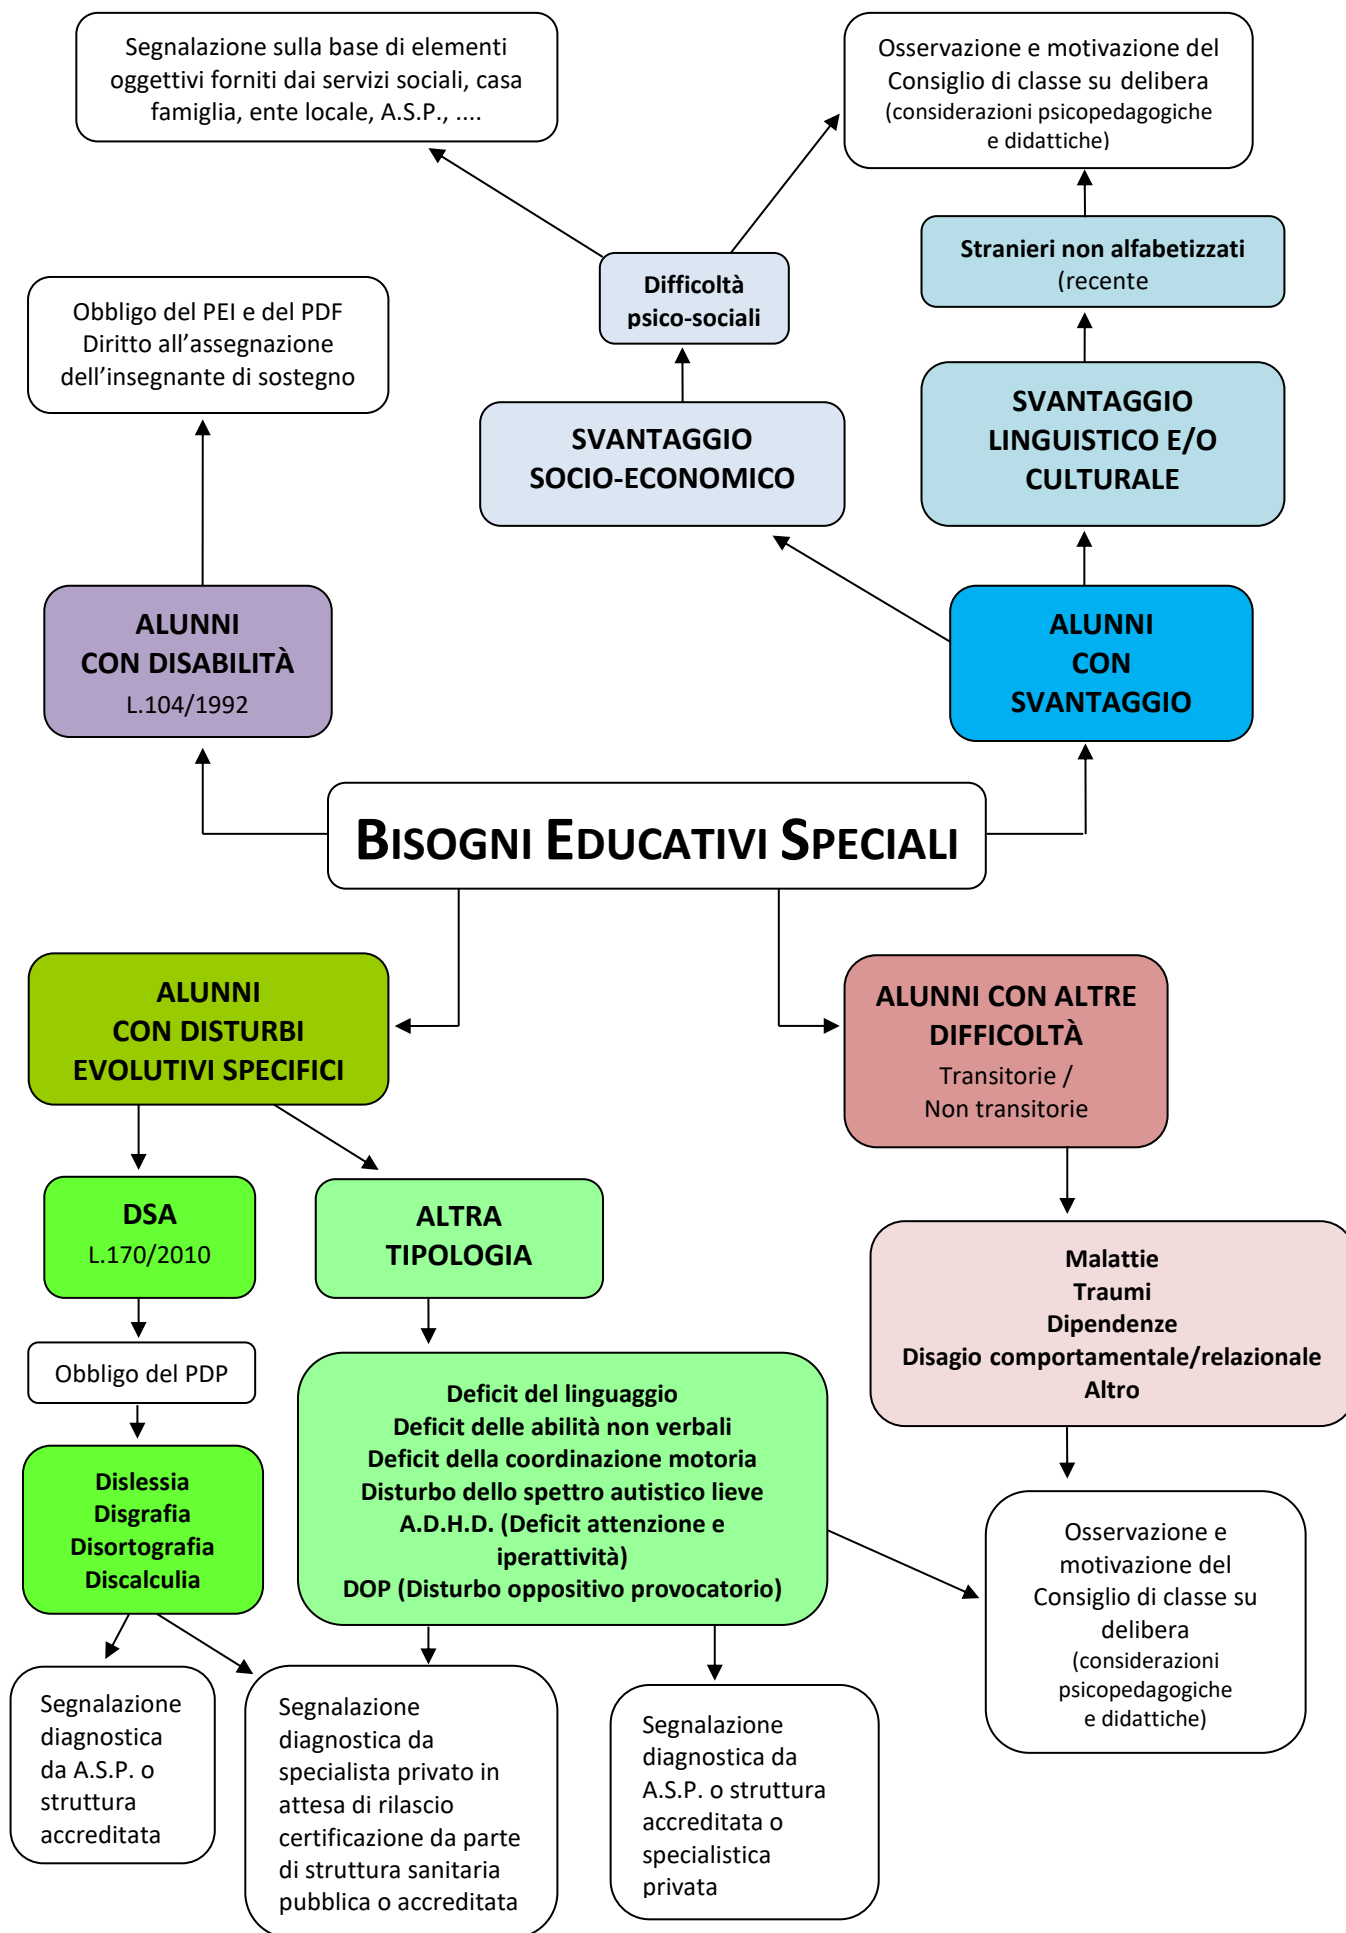 Segnalazione sulla base di elementi
oggettivi forniti dai servizi sociali, casa
famiglia, ente locale, A.S.P., ....
Osservazione e motivazione del
Consiglio di classe su delibera
(considerazioni psicopedagogiche
e didattiche)
Stranieri non alfabetizzati
(recente
Difficoltà
psico-sociali
Obbligo del PEI e del PDF
Diritto all’assegnazione
dell’insegnante di sostegno
SVANTAGGIO
SOCIO-ECONOMICO
SVANTAGGIO
LINGUISTICO E/O
CULTURALE
ALUNNI
CON DISABILITÀ
L.104/1992
ALUNNI
CON
SVANTAGGIO
BISOGNI EDUCATIVI SPECIALI
ALUNNI
CON DISTURBI
EVOLUTIVI SPECIFICI
ALUNNI CON ALTRE
DIFFICOLTÀ
Transitorie /
Non transitorie
DSA
L.170/2010
ALTRA
TIPOLOGIA
Malattie
Traumi
Dipendenze
Disagio comportamentale/relazionale
Altro
Obbligo del PDP
Deficit del linguaggio
Deficit delle abilità non verbali
Deficit della coordinazione motoria
Disturbo dello spettro autistico lieve
A.D.H.D. (Deficit attenzione e
iperattività)
DOP (Disturbo oppositivo provocatorio)
Dislessia
Disgrafia
Disortografia
Discalculia
Osservazione e
motivazione del
Consiglio di classe su
delibera
(considerazioni
psicopedagogiche
e didattiche)
Segnalazione
diagnostica
da A.S.P. o
struttura
accreditata
Segnalazione
diagnostica da
specialista privato in
attesa di rilascio
certificazione da parte
di struttura sanitaria
pubblica o accreditata
Segnalazione
diagnostica da
A.S.P. o struttura
accreditata o
specialistica
privata